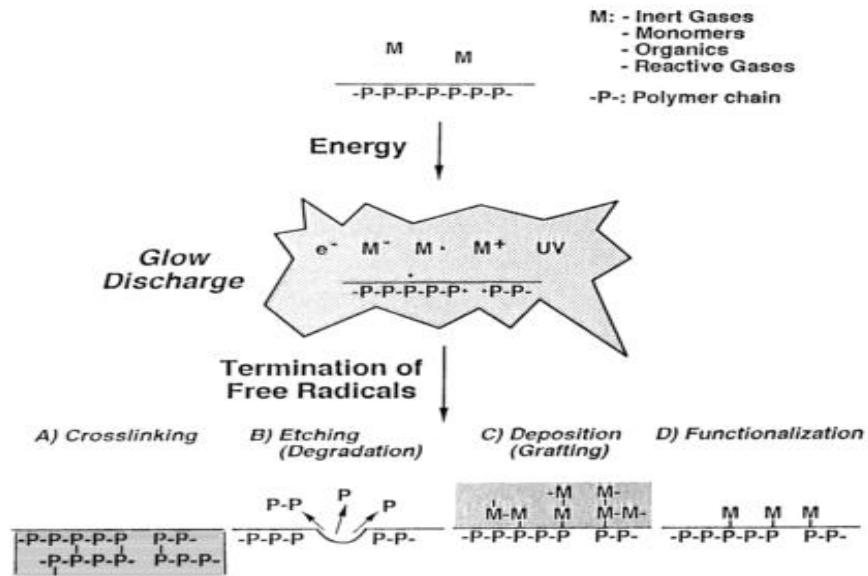 M: - Inert Gases
- Monomers
- Organics
- Reactive Gases
-P-: Polymer chain
M M
-P-P-P-P-P-P-P-
Energy
Glow
Discharge
e⁻ M⁻ M· M⁺ UV
-P-P-P-P-P-P· ·P-P-
Termination of
Free Radicals
A) Crosslinking
-P-P-P-P-P-P P-P-
-P-P-P-P-P- P-P-P-P-
B) Etching
(Degradation)
P-P P P
-P-P-P-P P-P-
C) Deposition
(Grafting)
-M M-
M-M M M-M-
-P-P-P-P-P-P P-P-
D) Functionalization
M M M
-P-P-P-P-P-P P-P-